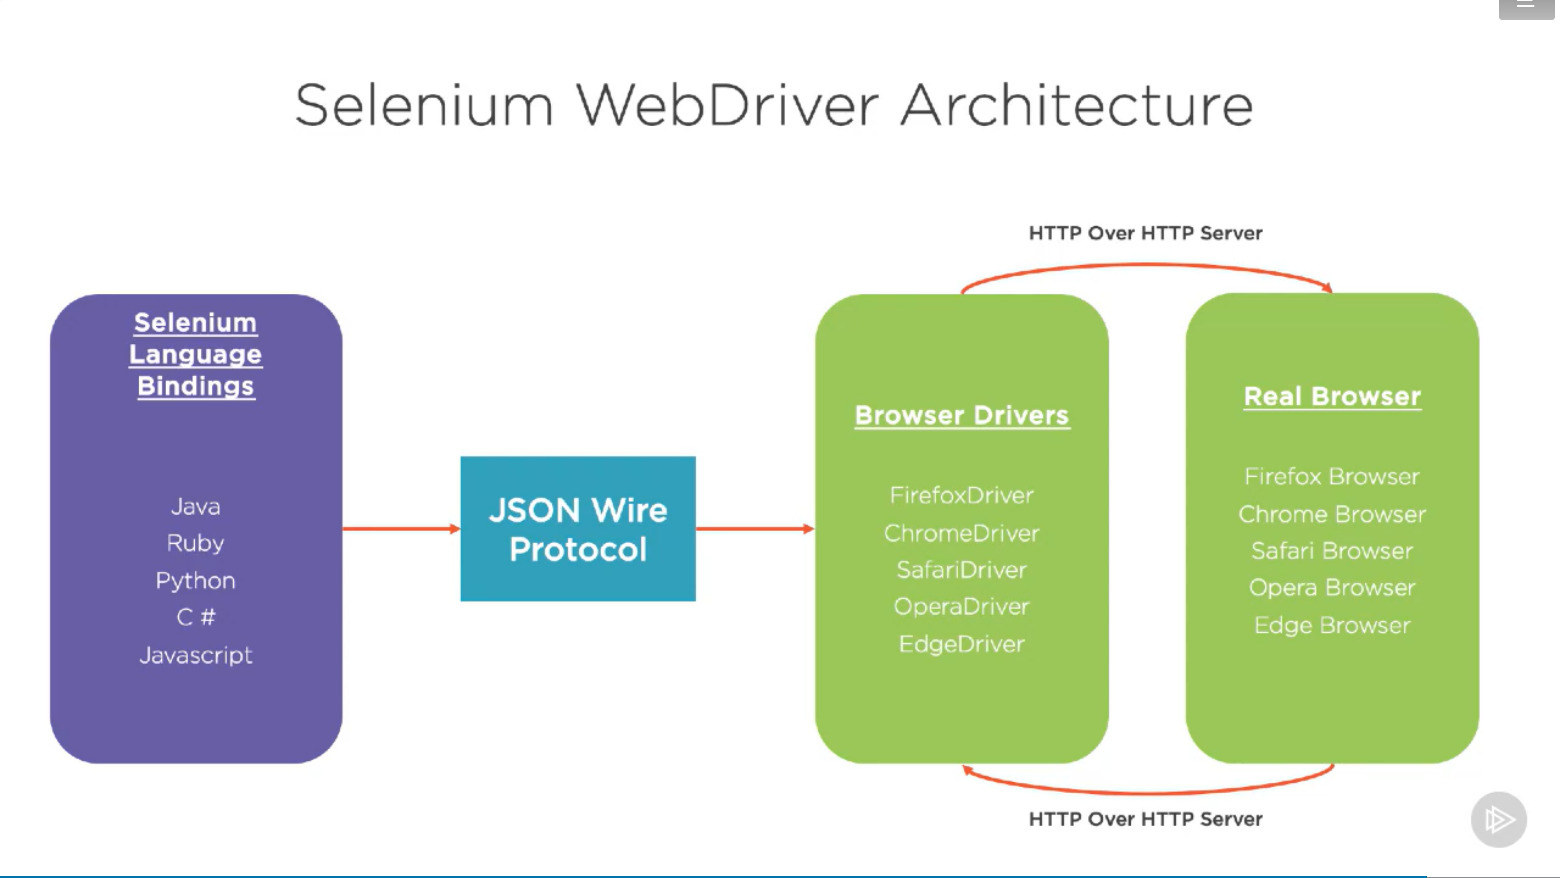 Selenium WebDriver Architecture
HTTP Over HTTP Server
Selenium
Language
Bindings
Java
Ruby
Python
C #
Javascript
JSON Wire
Protocol
Browser Drivers
FirefoxDriver
ChromeDriver
SafariDriver
OperaDriver
EdgeDriver
Real Browser
Firefox Browser
Chrome Browser
Safari Browser
Opera Browser
Edge Browser
HTTP Over HTTP Server